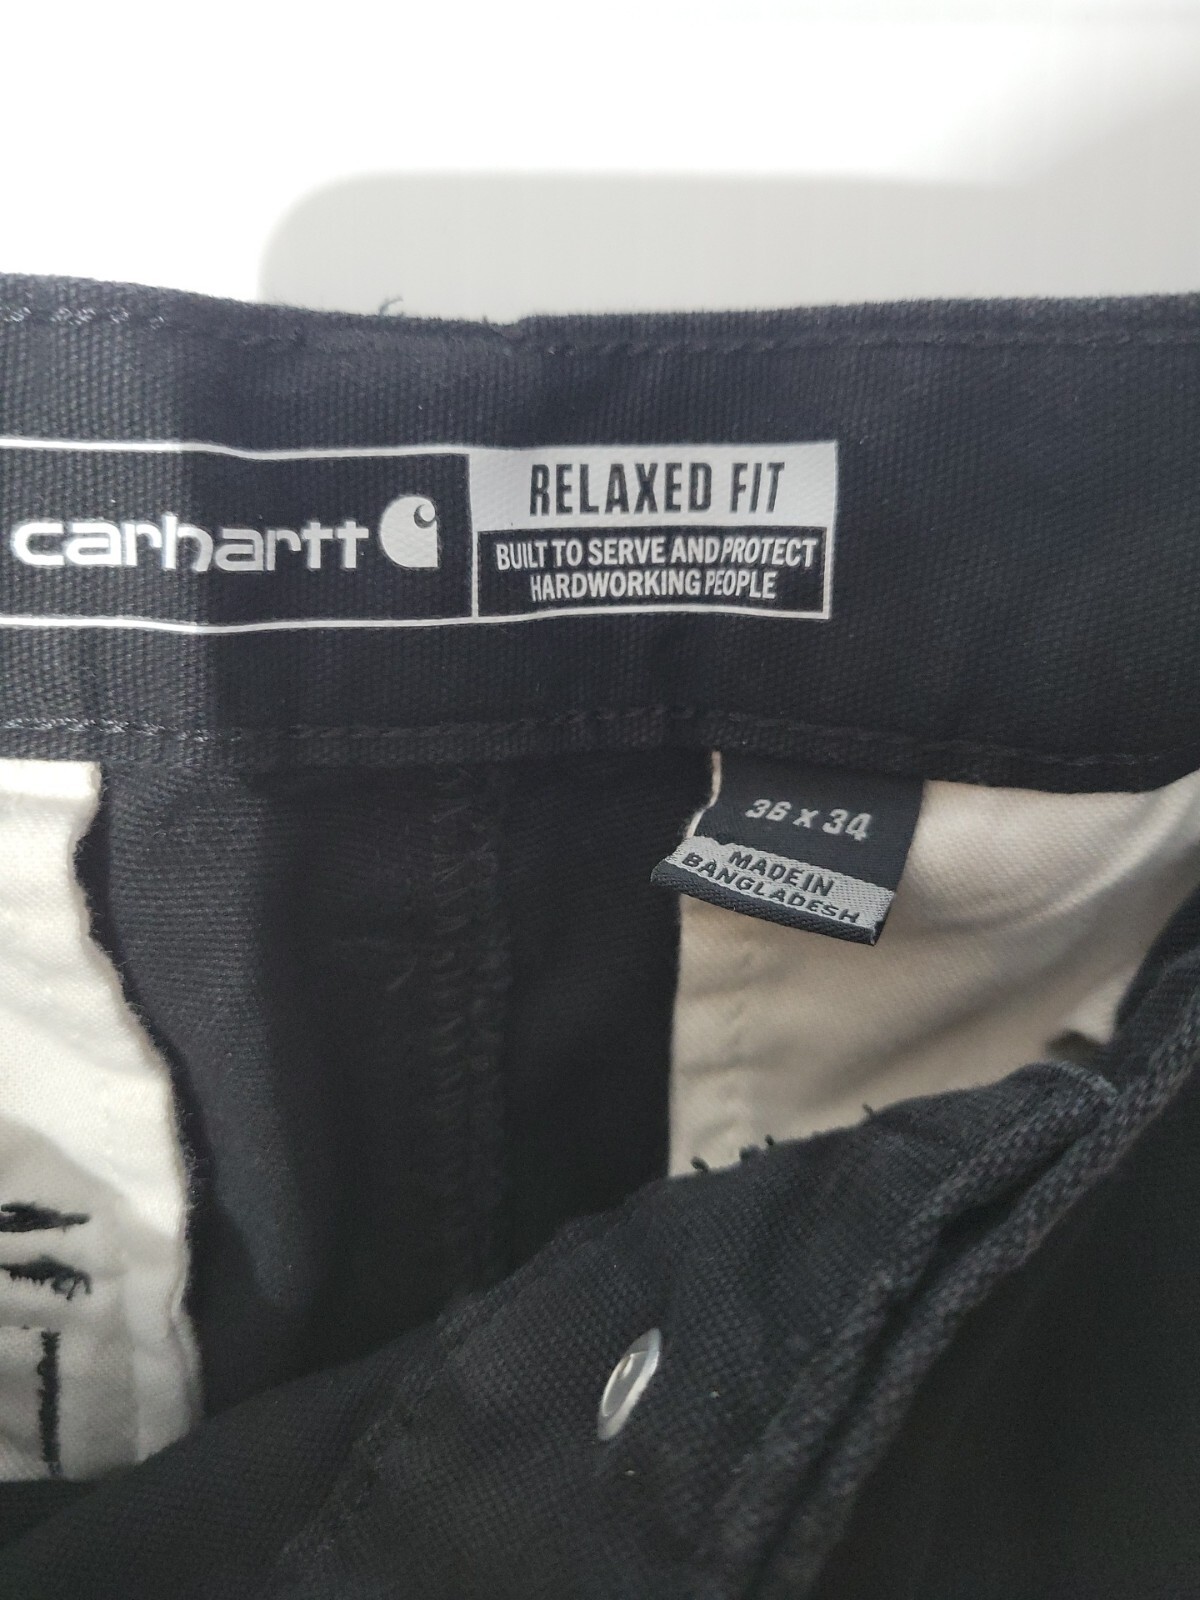 carhartt
RELAXED FIT
BUILT TO SERVE AND PROTECT
HARDWORKING PEOPLE
36 x 34
MADE IN
BANGLADESH